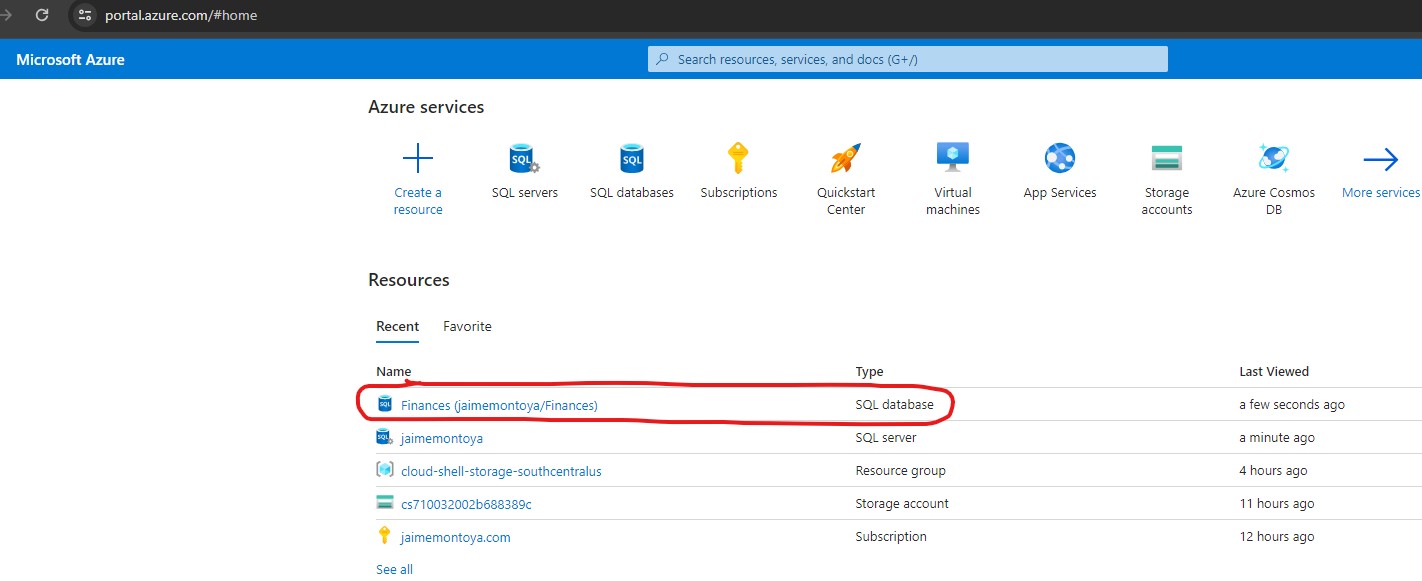 portal.azure.com/#home
Microsoft Azure
Search resources, services, and docs (G+/)
Azure services
Create a resource
SQL servers
SQL databases
Subscriptions
Quickstart Center
Virtual machines
App Services
Storage accounts
Azure Cosmos DB
More services
Resources
Recent Favorite
Name Type Last Viewed
SQL Finances (jaimemontoya/Finances) SQL database a few seconds ago
SQL jaimemontoya SQL server a minute ago
cloud-shell-storage-southcentralus Resource group 4 hours ago
cs710032002b688389c Storage account 11 hours ago
jaimemontoya.com Subscription 12 hours ago
See all